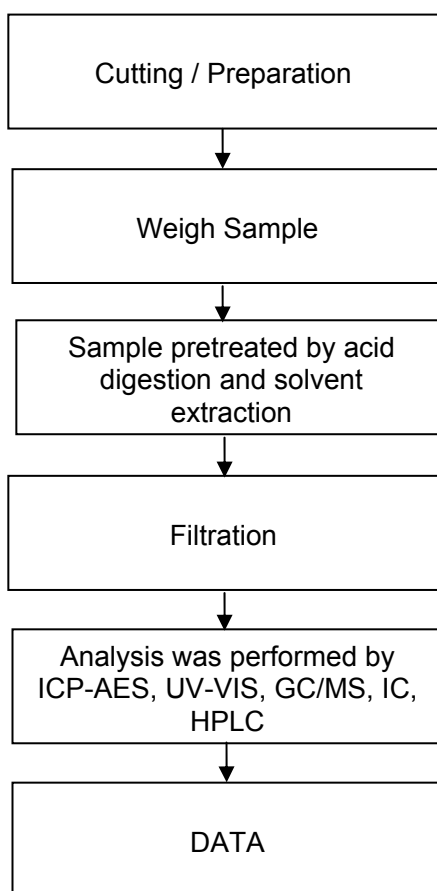 Cutting / Preparation
Weigh Sample
Sample pretreated by acid
digestion and solvent
extraction
Filtration
Analysis was performed by
ICP-AES, UV-VIS, GC/MS, IC,
HPLC
DATA